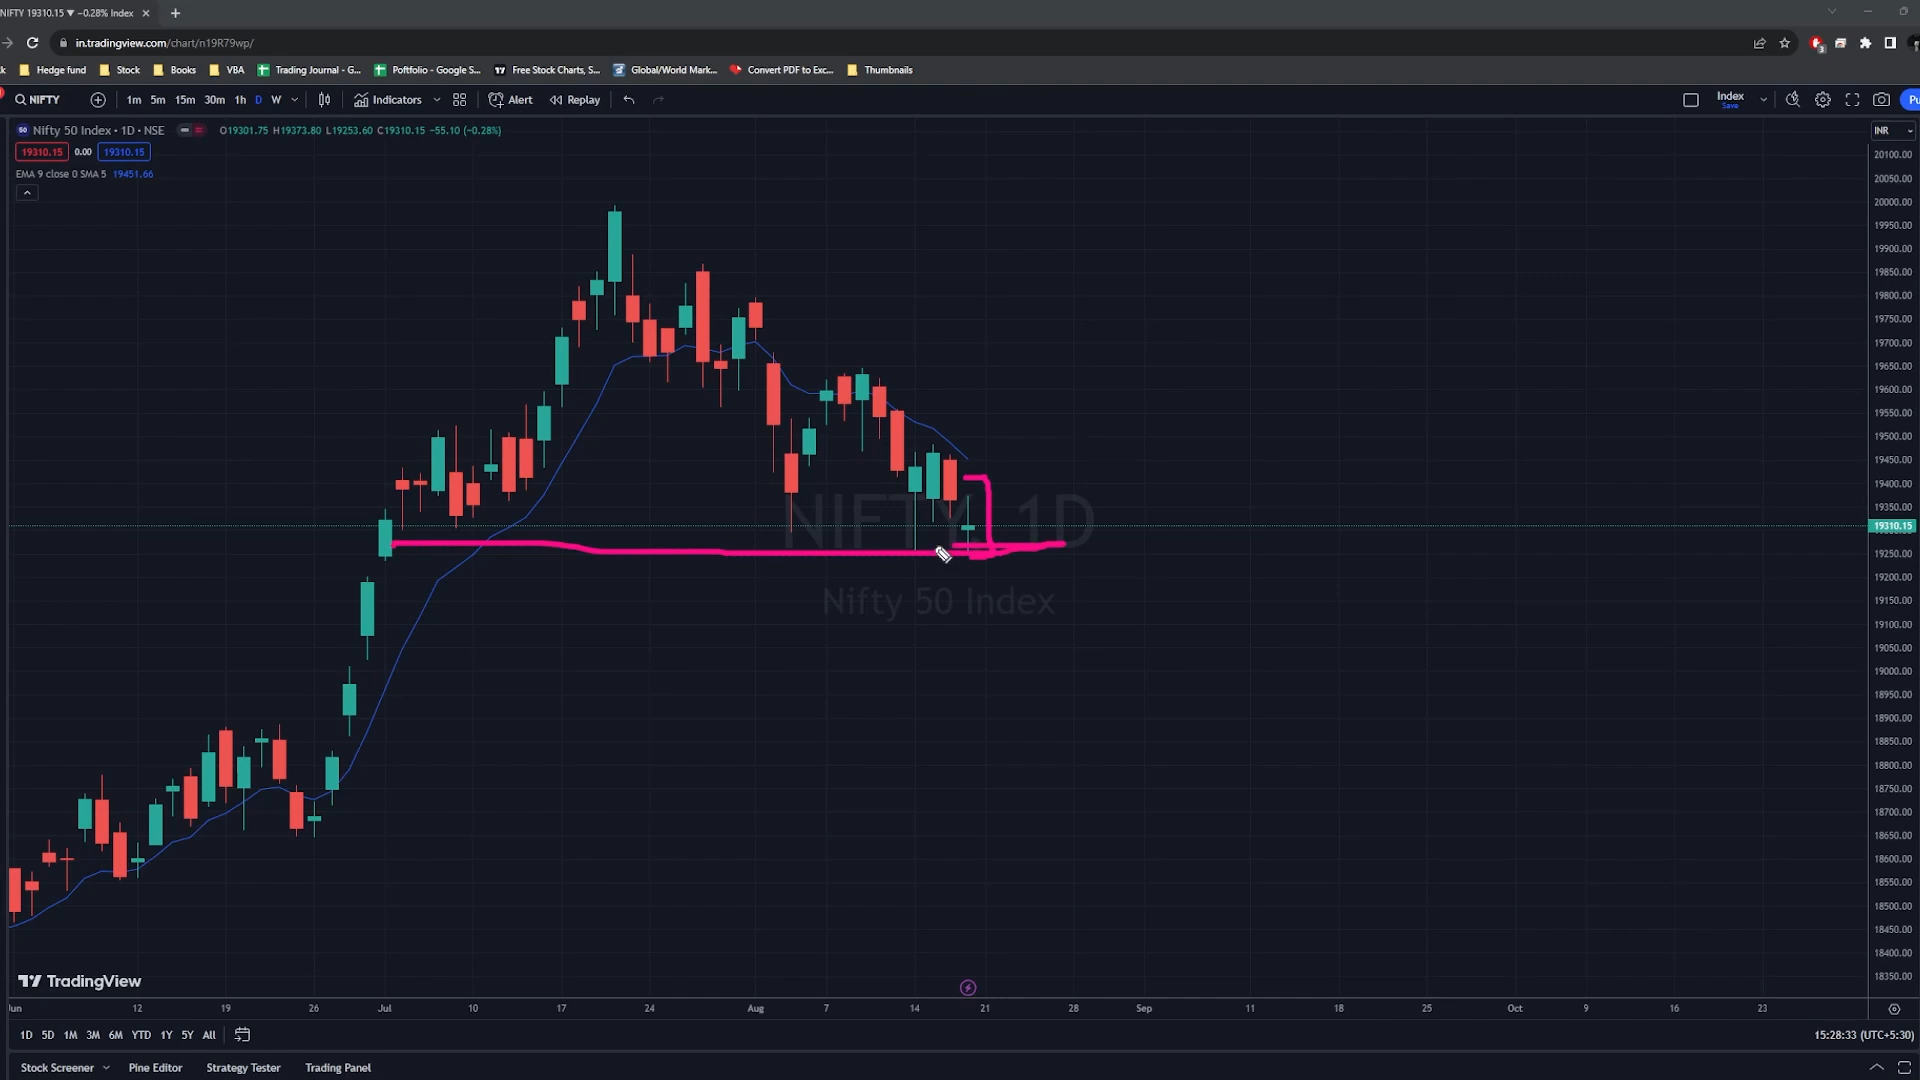 NIFTY 19310.15 ▼ −0.28% Index
in.tradingview.com/chart/n19R79wp/
Hedge fund Stock Books VBA Trading Journal - G... Portfolio - Google S... Free Stock Charts, S... Global/World Mark... Convert PDF to Exc... Thumbnails
NIFTY 1m 5m 15m 30m 1h D W Indicators Alert Replay Index
Save
Nifty 50 Index • 1D • NSE O19301.75 H19373.80 L19253.60 C19310.15 −55.10 (−0.28%)
INR
19310.15 0.00 19310.15
EMA 9 close 0 SMA 5 19451.66
20100.00
20050.00
20000.00
19950.00
19900.00
19850.00
19800.00
19750.00
19700.00
19650.00
19600.00
19550.00
19500.00
19450.00
19400.00
19350.00
19310.15
19250.00
19200.00
19150.00
19100.00
19050.00
19000.00
18950.00
18900.00
18850.00
18800.00
18750.00
18700.00
18650.00
18600.00
18550.00
18500.00
18450.00
18400.00
18350.00
NIFTY, 1D
Nifty 50 Index
TradingView
Jun 12 19 26 Jul 10 17 24 Aug 7 14 21 28 Sep 11 18 25 Oct 9 16 23
1D 5D 1M 3M 6M YTD 1Y 5Y All
15:28:33 (UTC+5:30)
Stock Screener Pine Editor Strategy Tester Trading Panel